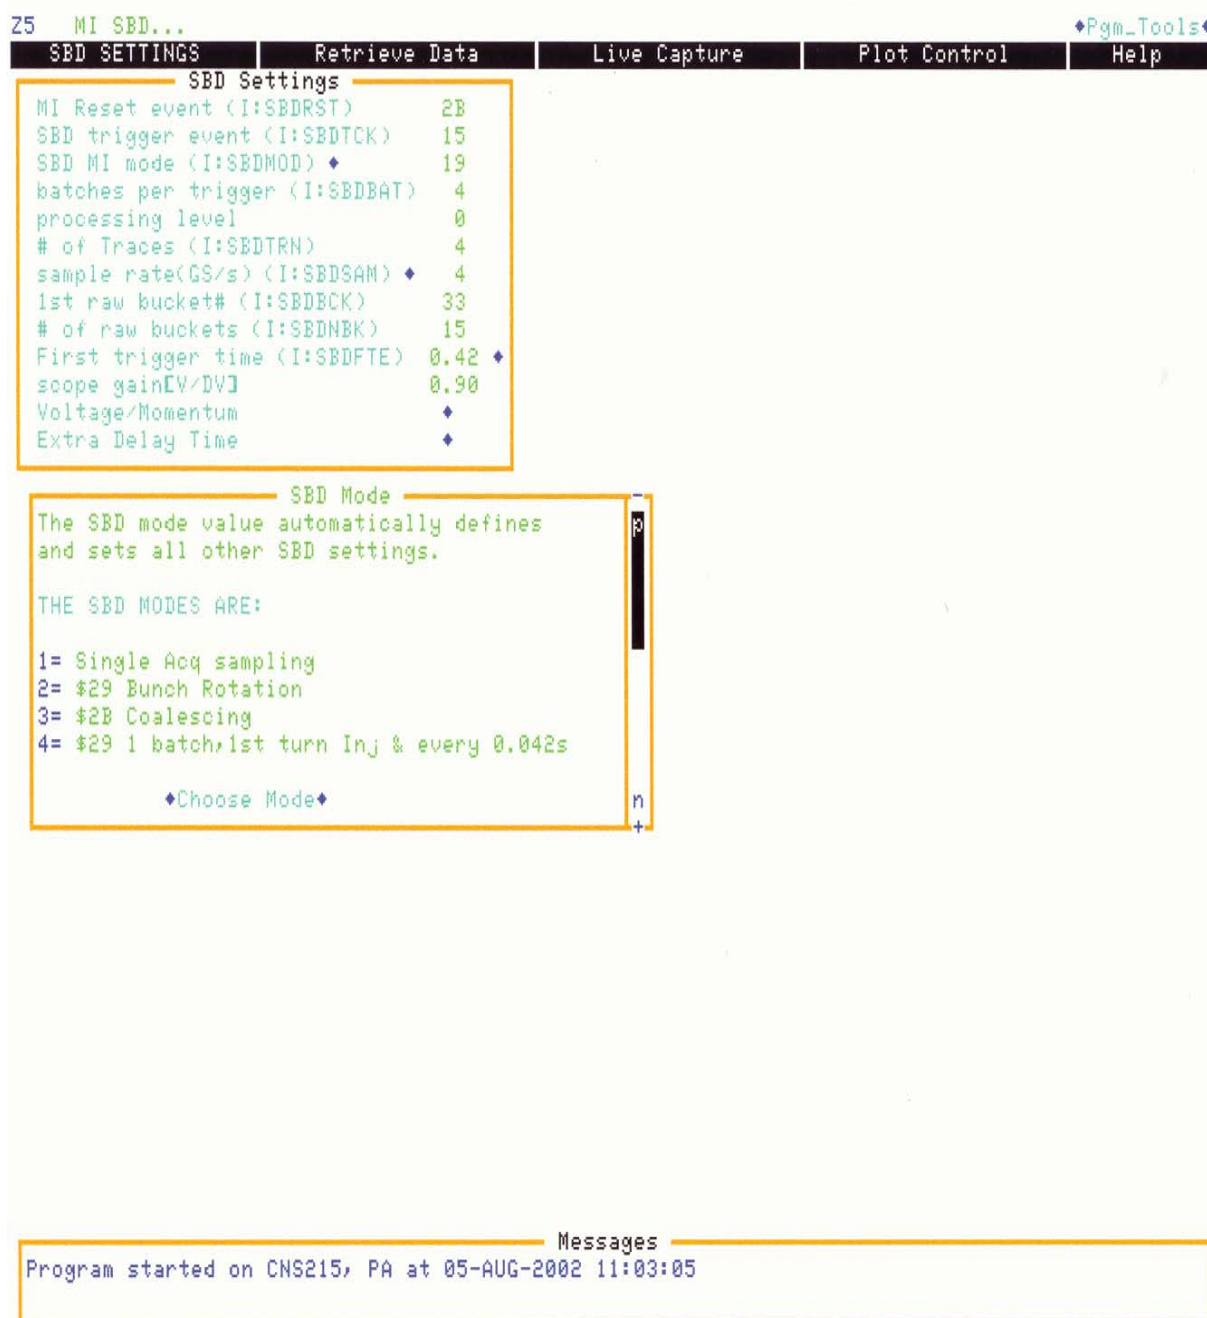 Z5 MI SBD... ♦Pgm_Tools♦
SBD SETTINGS Retrieve Data Live Capture Plot Control Help
SBD Settings
MI Reset event (I:SBDRST) 2B
SBD trigger event (I:SBDTCK) 15
SBD MI mode (I:SBDMOD) ♦ 19
batches per trigger (I:SBDBAT) 4
processing level 0
# of Traces (I:SBDTRN) 4
sample rate(GS/s) (I:SBDSAM) ♦ 4
1st raw bucket# (I:SBDBCK) 33
# of raw buckets (I:SBDNBK) 15
First trigger time (I:SBDFTE) 0.42 ♦
scope gain[V/DV] 0.90
Voltage/Momentum ♦
Extra Delay Time ♦
SBD Mode -
The SBD mode value automatically defines p
and sets all other SBD settings.
THE SBD MODES ARE:
1= Single Acq sampling
2= $29 Bunch Rotation
3= $2B Coalescing
4= $29 1 batch,1st turn Inj & every 0.042s
♦Choose Mode♦ n
+
Messages
Program started on CNS215, PA at 05-AUG-2002 11:03:05